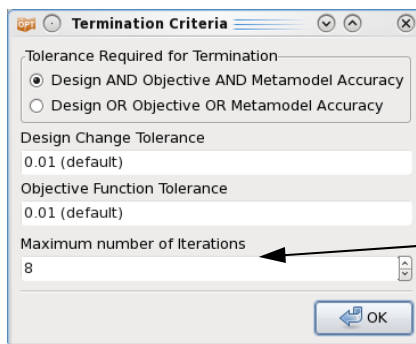 OPT Termination Criteria
Tolerance Required for Termination
Design AND Objective AND Metamodel Accuracy
Design OR Objective OR Metamodel Accuracy
Design Change Tolerance
0.01 (default)
Objective Function Tolerance
0.01 (default)
Maximum number of Iterations
8
OK